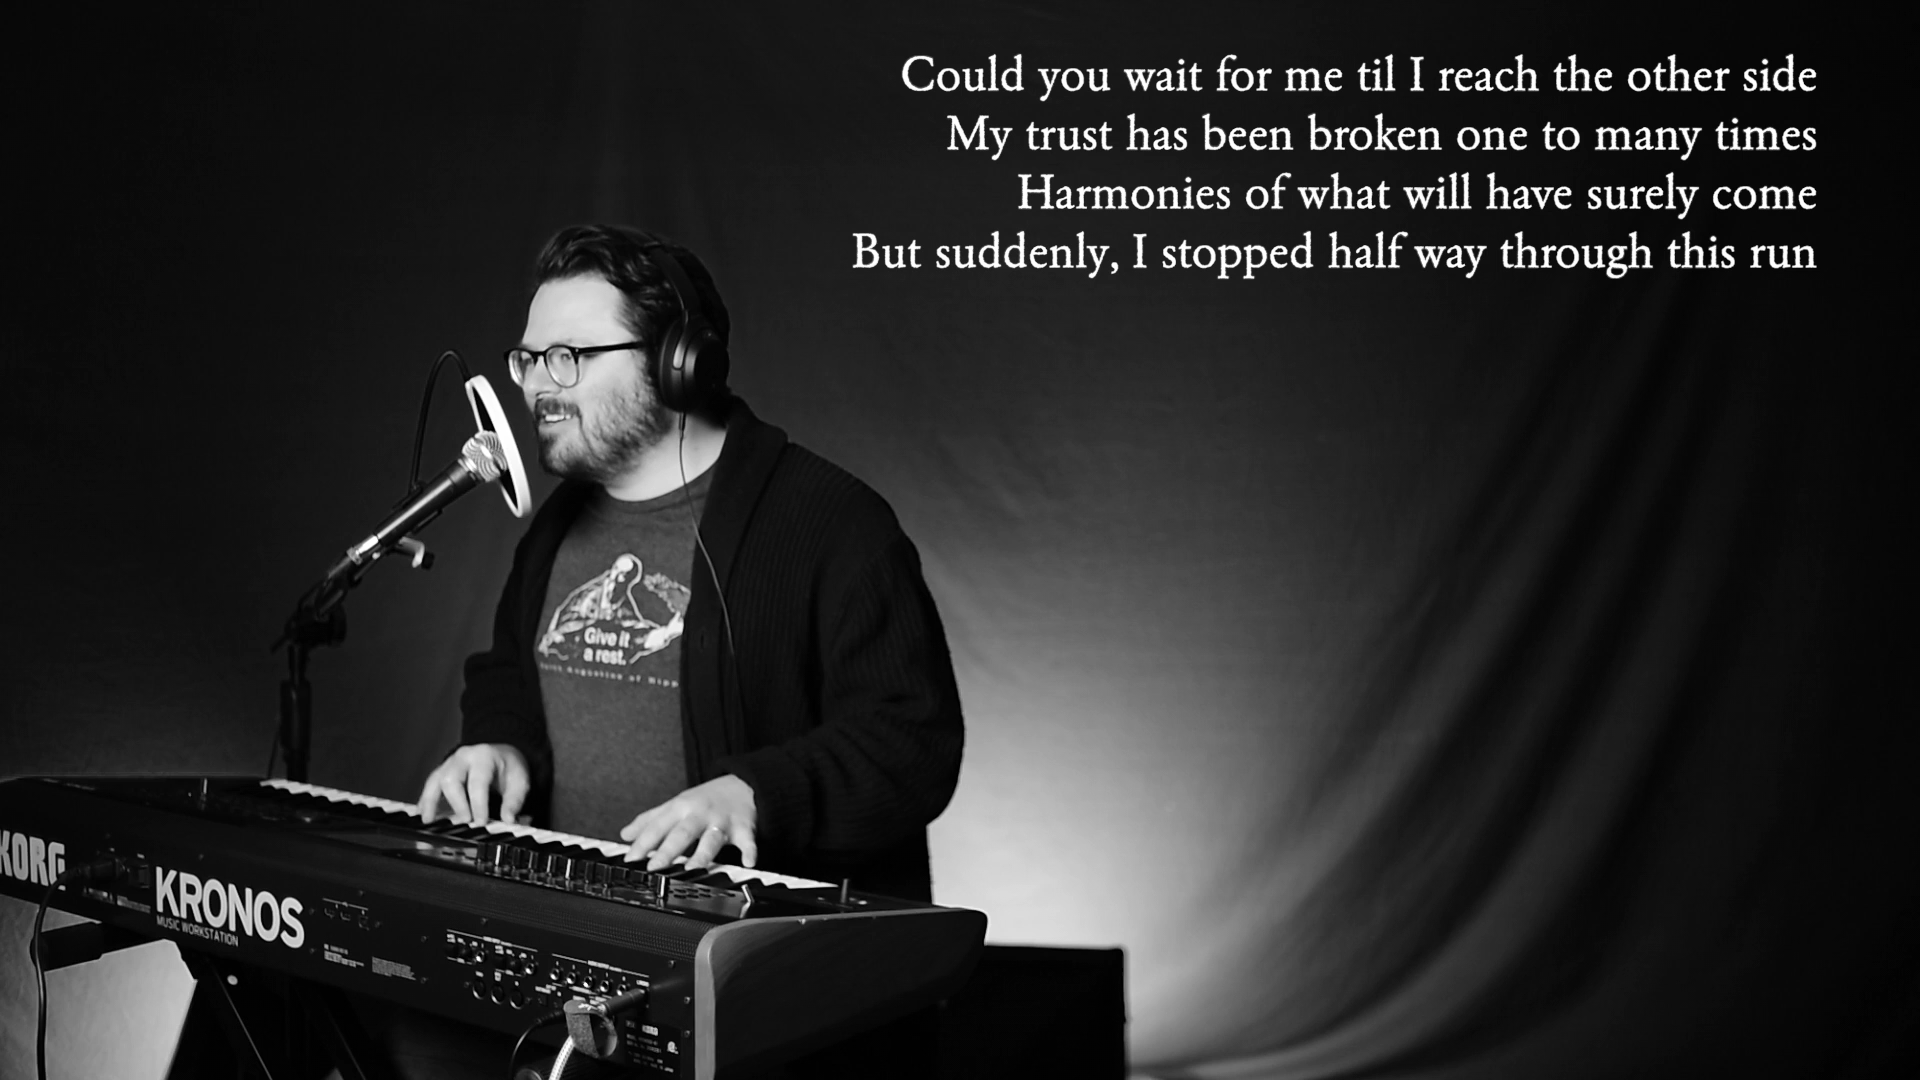 Could you wait for me til I reach the other side
My trust has been broken one to many times
Harmonies of what will have surely come
But suddenly, I stopped half way through this run
Give it
a rest.
Augustine of
KORG
KRONOS
MUSIC WORKSTATION